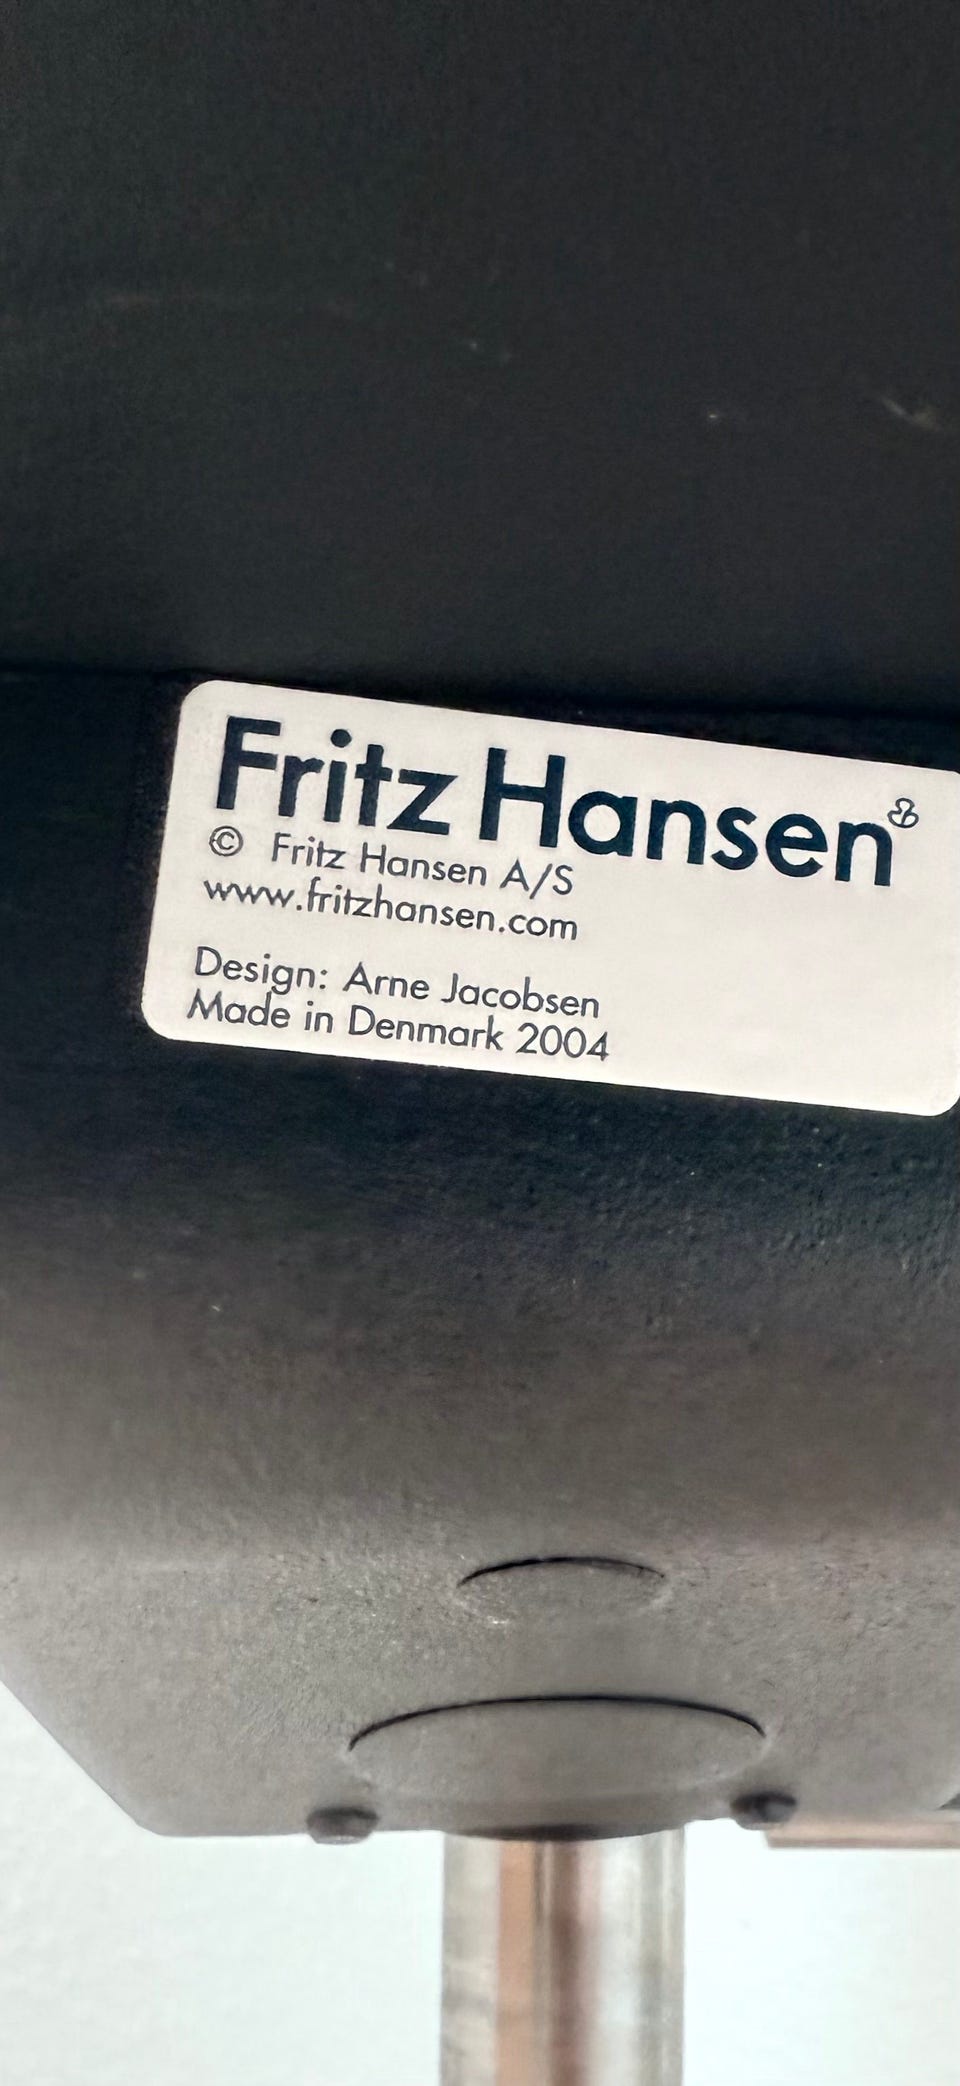 Fritz Hansen
© Fritz Hansen A/S
www.fritzhansen.com
Design: Arne Jacobsen
Made in Denmark 2004